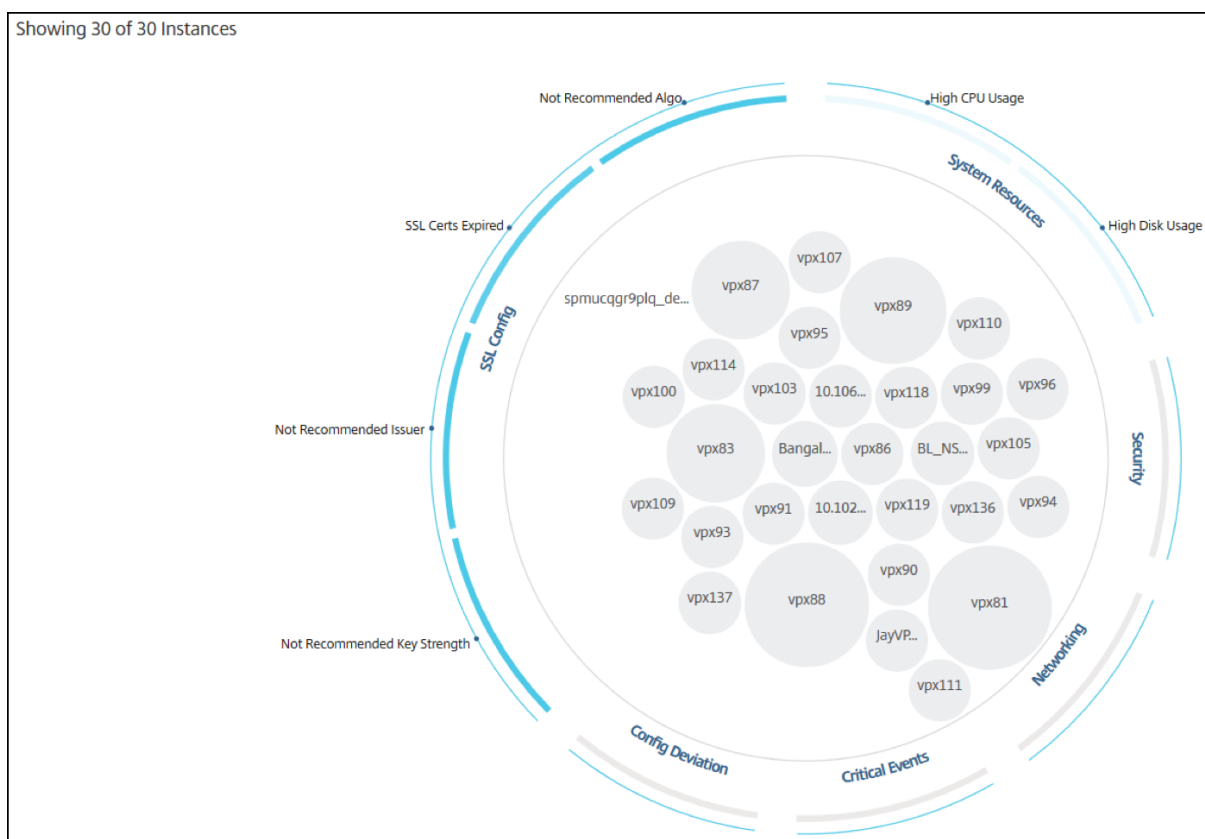 Showing 30 of 30 Instances
Not Recommended Algo
High CPU Usage
System Resources
SSL Certs Expired
High Disk Usage
vpx107
spmucqgr9plq_de...
vpx87
vpx89
vpx110
vpx95
SSL Config
vpx114
vpx100
vpx103
10.106...
vpx118
vpx99
vpx96
Not Recommended Issuer
vpx83
Bangal...
vpx86
BL_NS...
vpx105
Security
vpx109
vpx91
10.102...
vpx119
vpx136
vpx94
vpx93
vpx90
vpx137
vpx88
vpx81
JayVP...
Not Recommended Key Strength
Networking
vpx111
Config Deviation
Critical Events